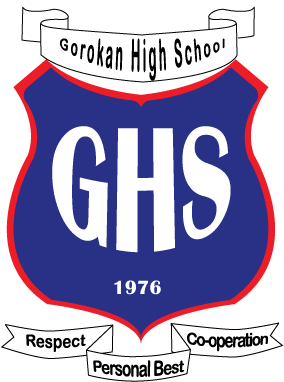 Gorokan High School
GHS
1976
Respect
Personal Best
Co-operation